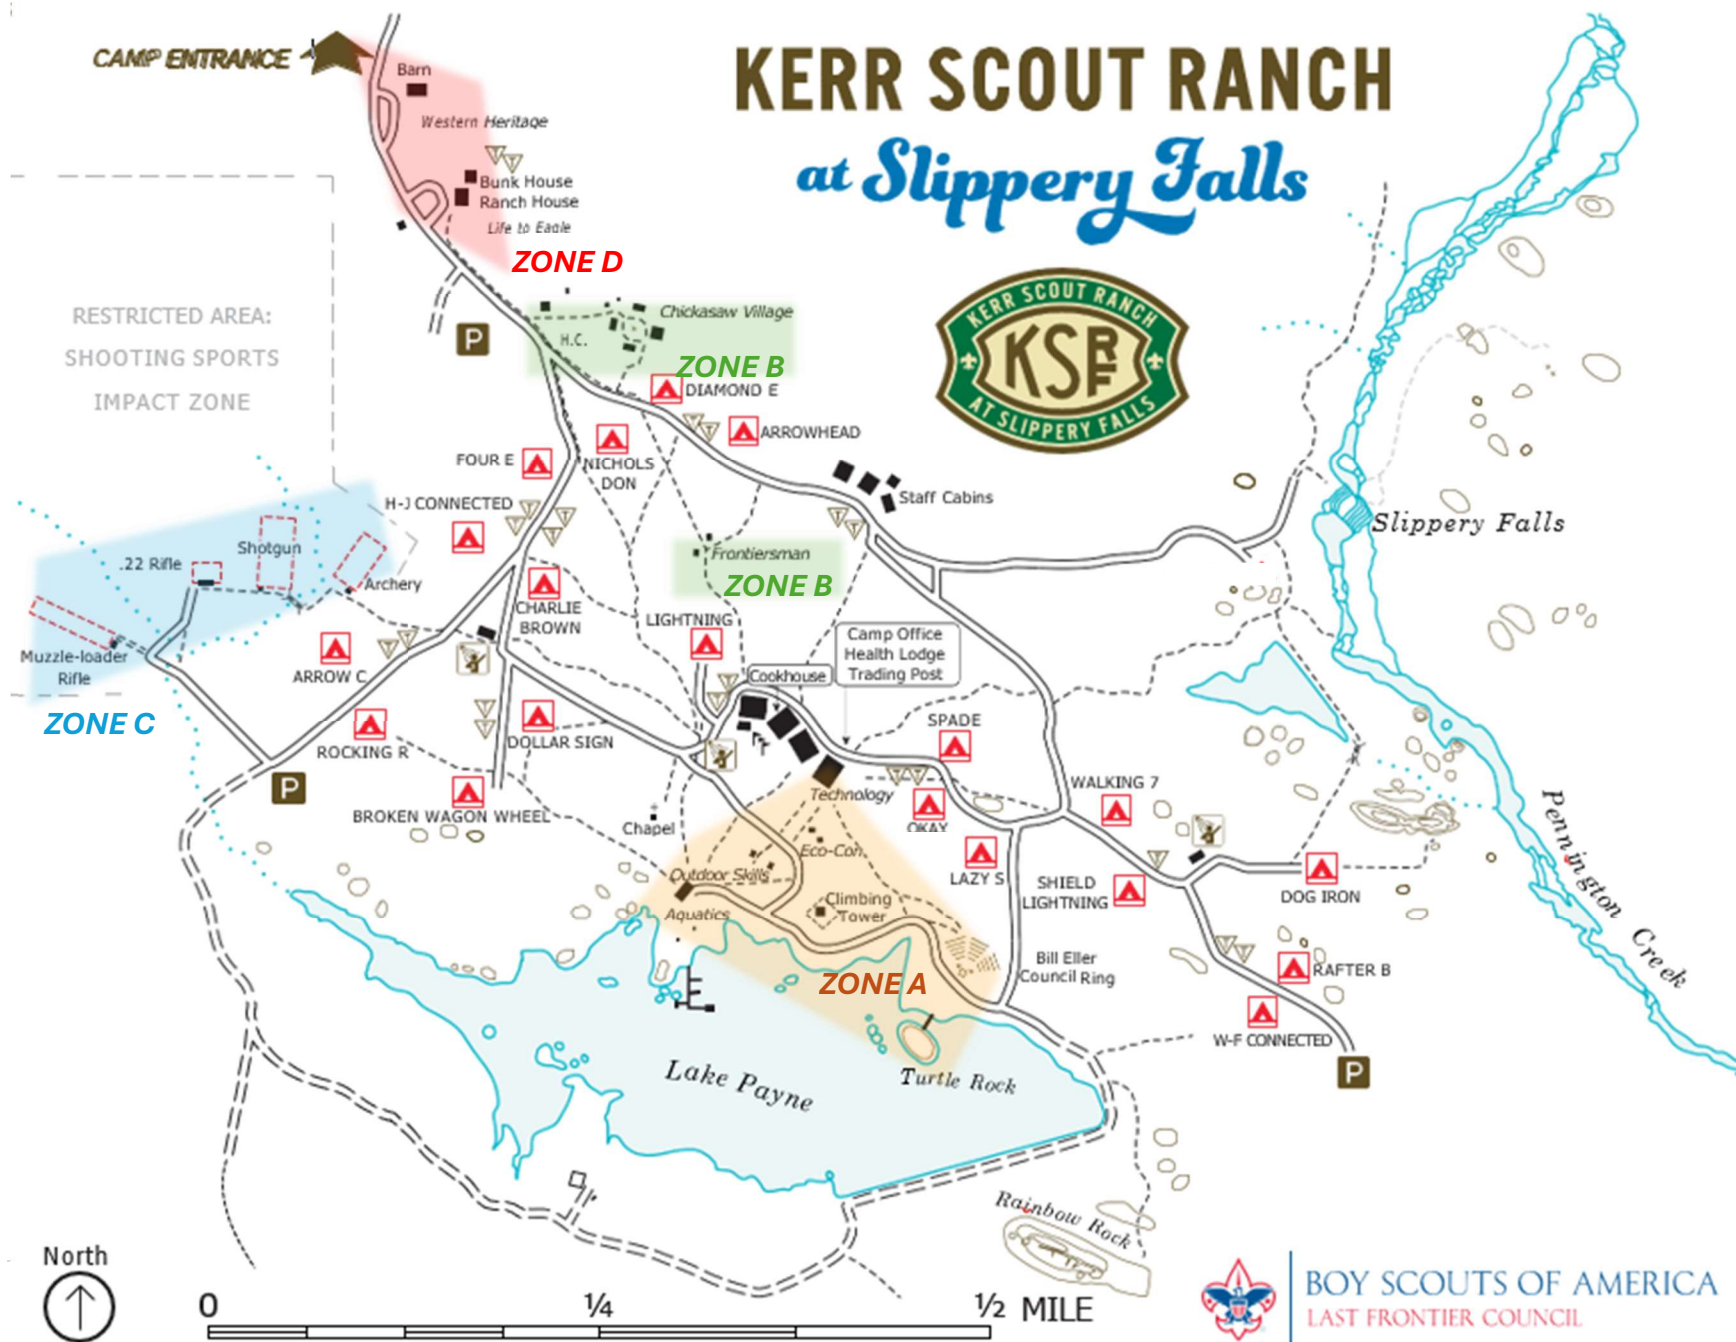 CAMP ENTRANCE
KERR SCOUT RANCH
at Slippery Falls
Barn
Western Heritage
Bunk House
Ranch House
Life to Eagle
ZONE D
RESTRICTED AREA:
SHOOTING SPORTS
IMPACT ZONE
P
H.C.
Chickasaw Village
ZONE B
KERR SCOUT RANCH
KSR
F
AT SLIPPERY FALLS
DIAMOND E
ARROWHEAD
FOUR E
NICHOLS
DON
H-J CONNECTED
Staff Cabins
Slippery Falls
.22 Rifle
Shotgun
Archery
Muzzle-loader
Rifle
ZONE C
Frontiersman
ZONE B
CHARLIE
BROWN
LIGHTNING
Camp Office
Health Lodge
Trading Post
Cookhouse
ARROW C
ROCKING R
DOLLAR SIGN
SPADE
P
BROKEN WAGON WHEEL
Chapel
Technology
OKAY
WALKING 7
Eco-Con.
Outdoor Skills
Aquatics
Climbing
Tower
LAZY S
SHIELD
LIGHTNING
DOG IRON
Pennington Creek
Bill Eller
Council Ring
ZONE A
RAFTER B
W-F CONNECTED
P
Lake Payne
Turtle Rock
Rainbow Rock
North
0 ¼ ½ MILE
BOY SCOUTS OF AMERICA
LAST FRONTIER COUNCIL